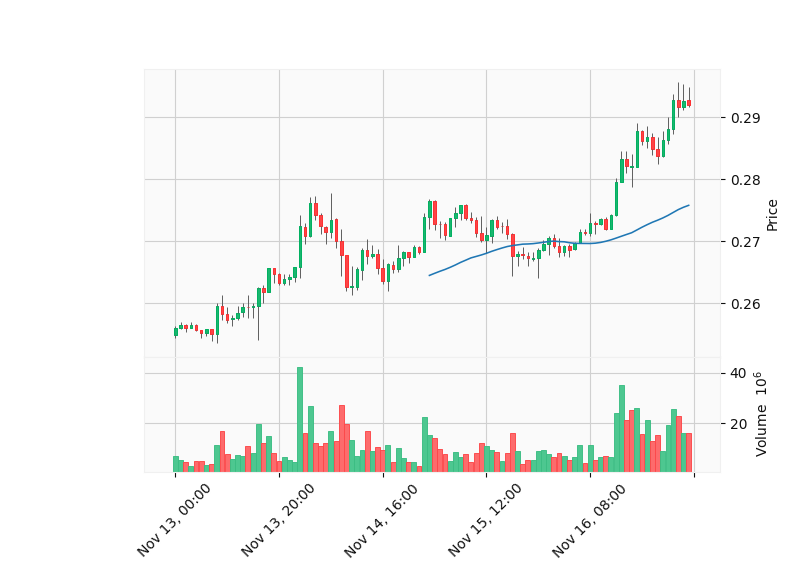 0.29
0.28
0.27
0.26
Price
40
20
Volume 10^6
Nov 13, 00:00
Nov 13, 20:00
Nov 14, 16:00
Nov 15, 12:00
Nov 16, 08:00